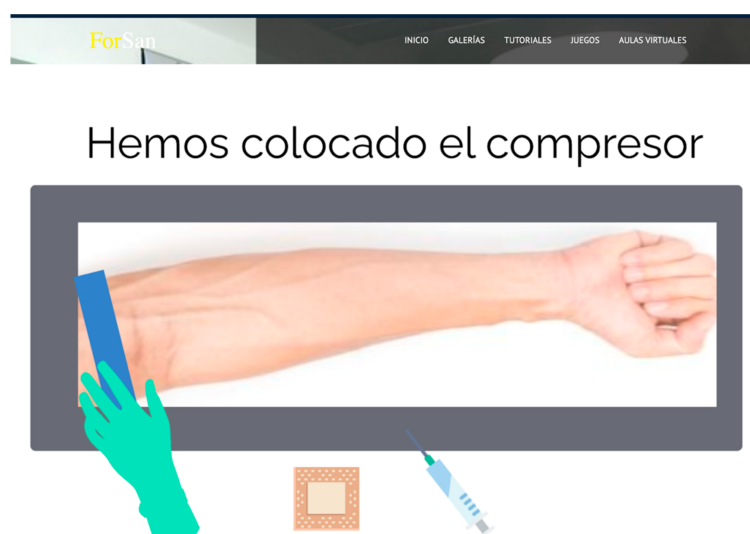 ForSan
INICIO GALERÍAS TUTORIALES JUEGOS AULAS VIRTUALES
Hemos colocado el compresor